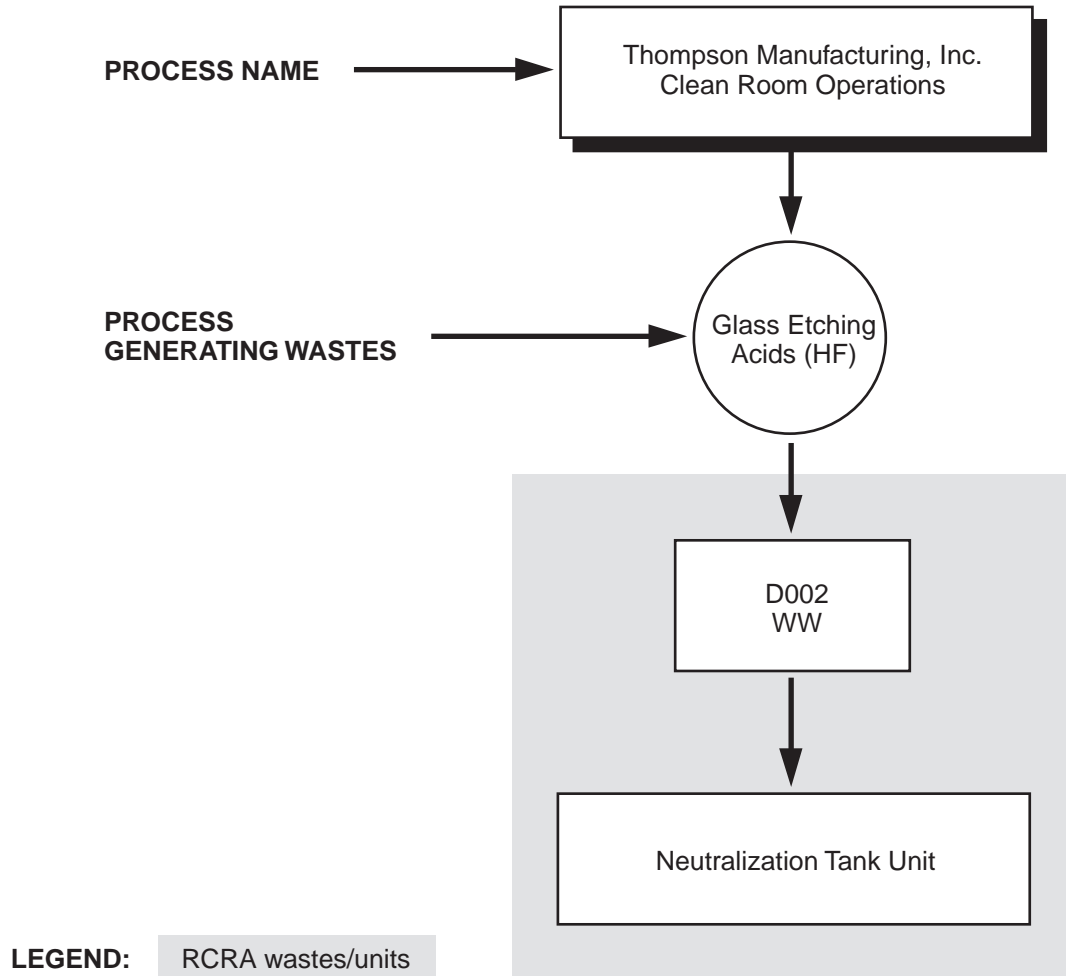 PROCESS NAME
Thompson Manufacturing, Inc.
Clean Room Operations
PROCESS
GENERATING WASTES
Glass Etching
Acids (HF)
D002
WW
Neutralization Tank Unit
LEGEND:
RCRA wastes/units